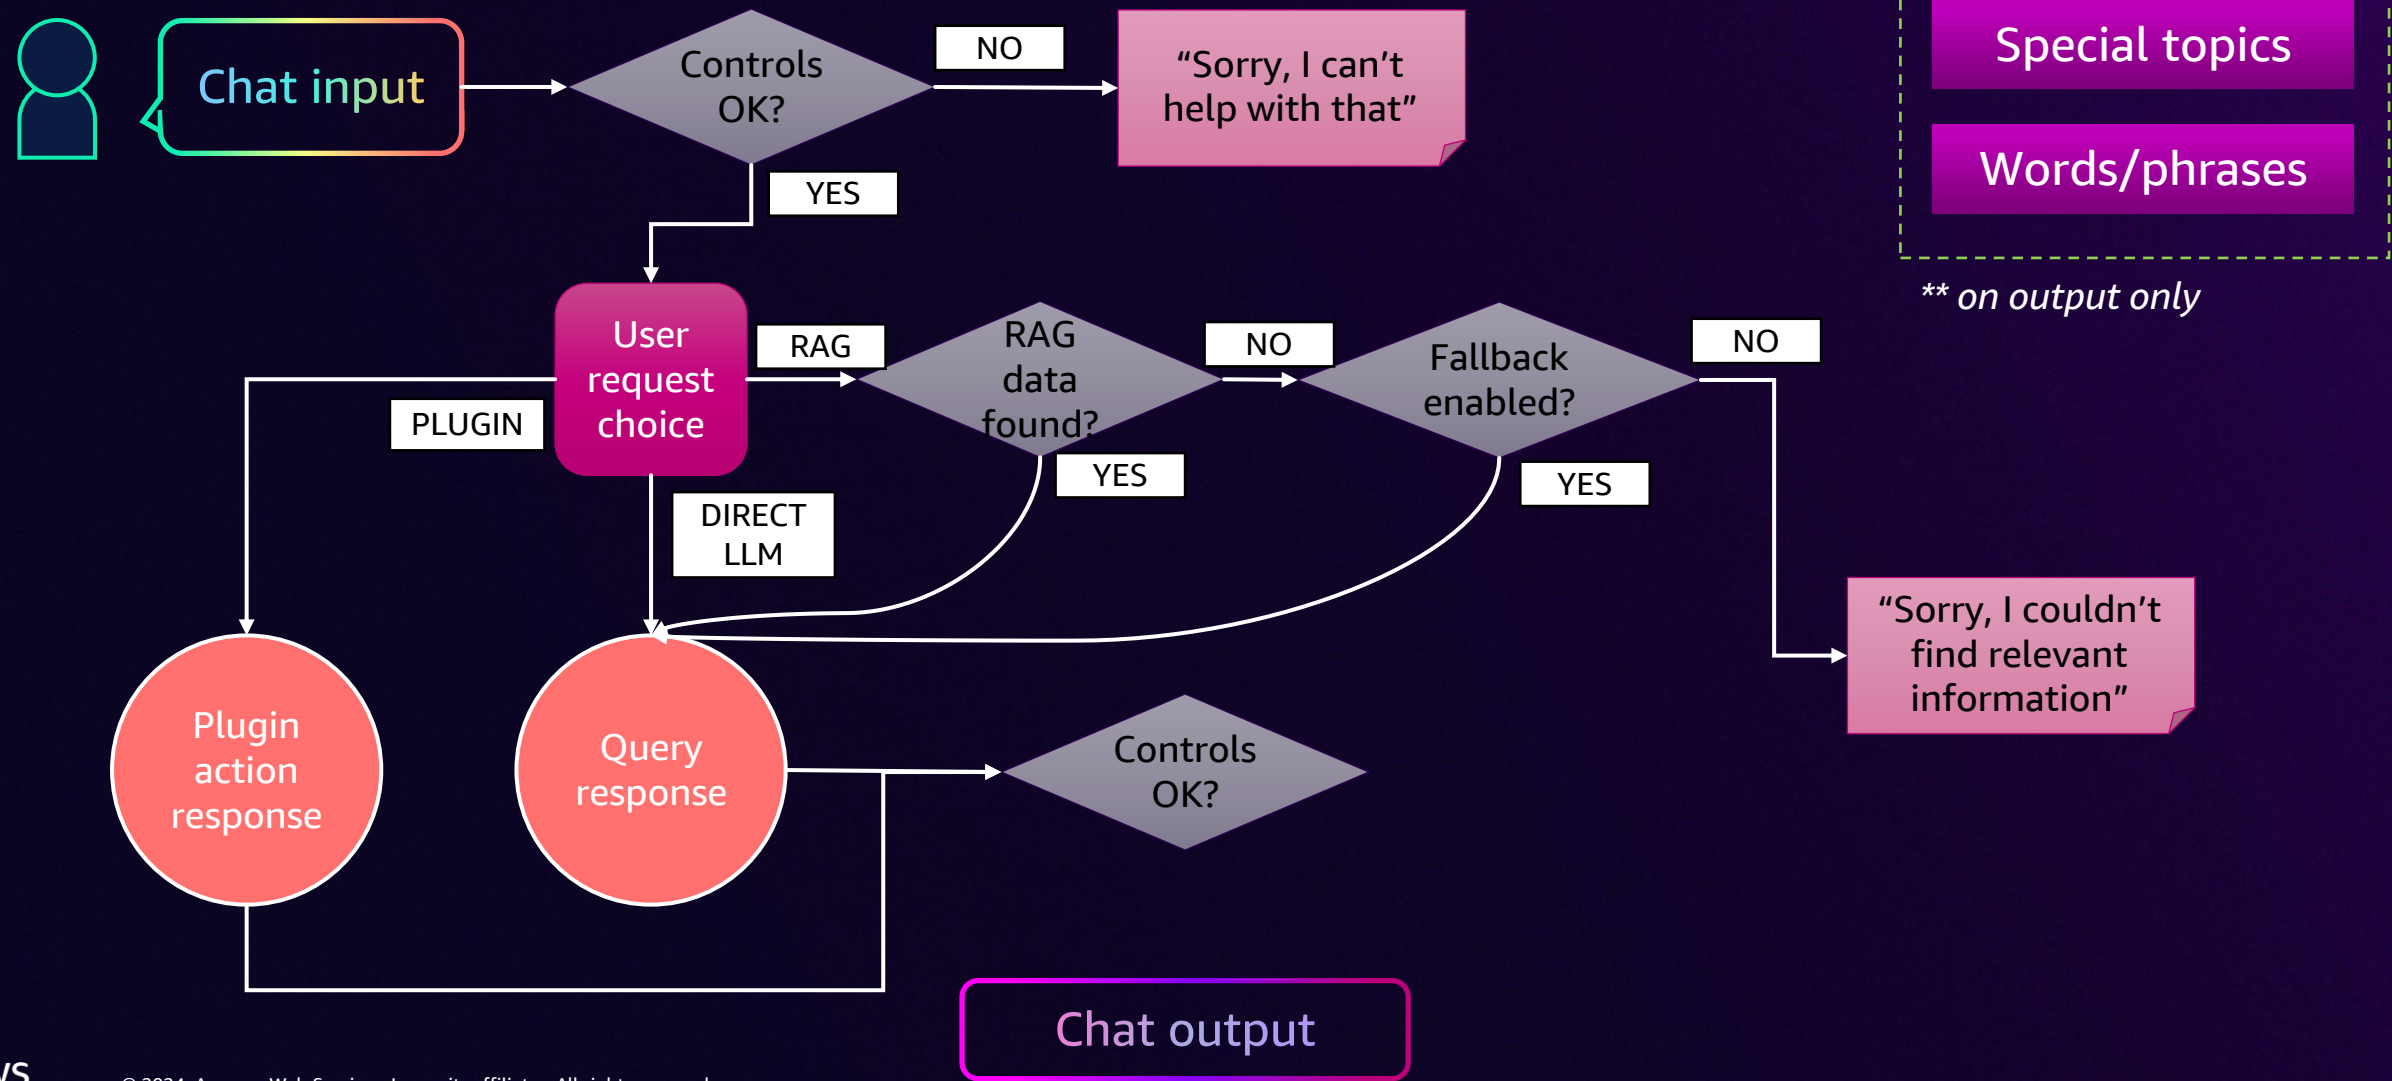 Chat input
Controls
OK?
NO
“Sorry, I can’t
help with that”
Special topics
Words/phrases
** on output only
YES
User
request
choice
RAG
RAG
data
found?
NO
Fallback
enabled?
NO
PLUGIN
YES
YES
DIRECT
LLM
“Sorry, I couldn’t
find relevant
information”
Plugin
action
response
Query
response
Controls
OK?
Chat output